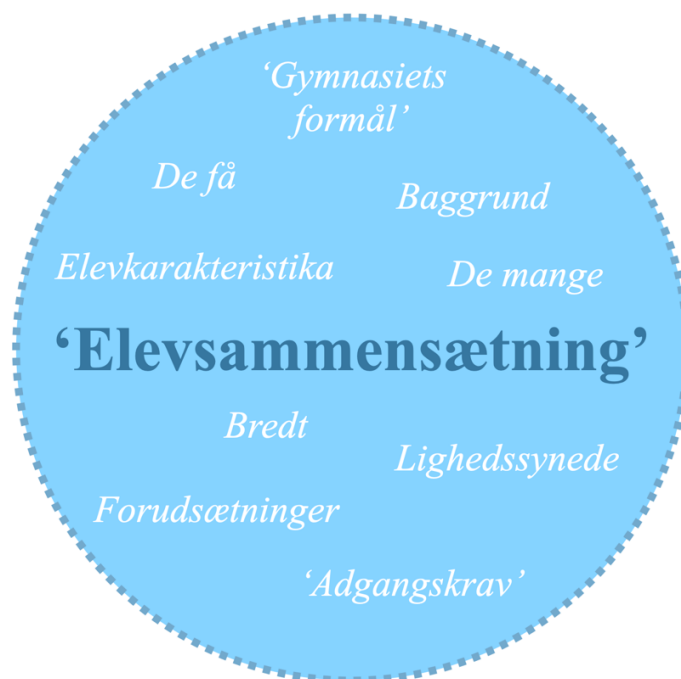 ‘Gymnasiets
formål’
De få
Baggrund
Elevkarakteristika
De mange
‘Elevsammensætning’
Bredt
Lighedssynede
Forudsætninger
‘Adgangskrav’